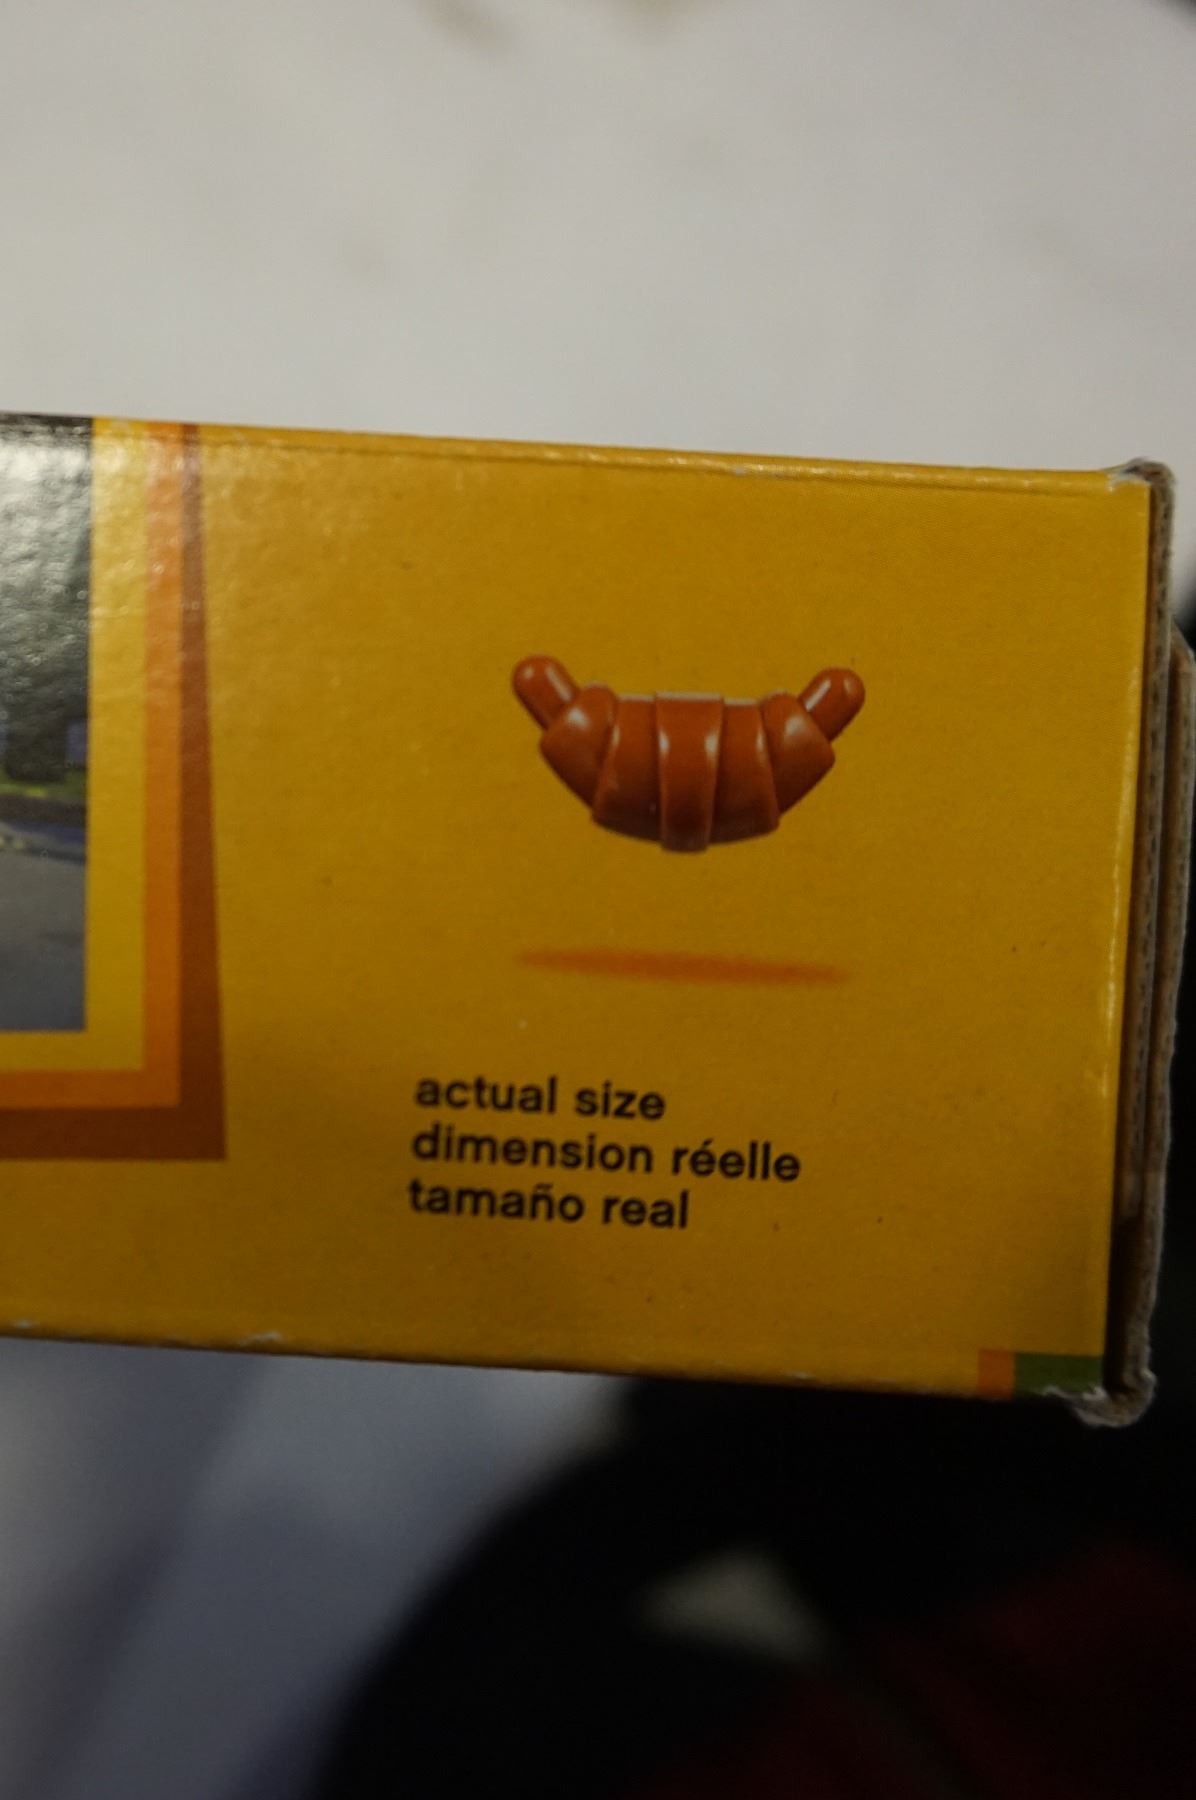 actual size
dimension réelle
tamaño real